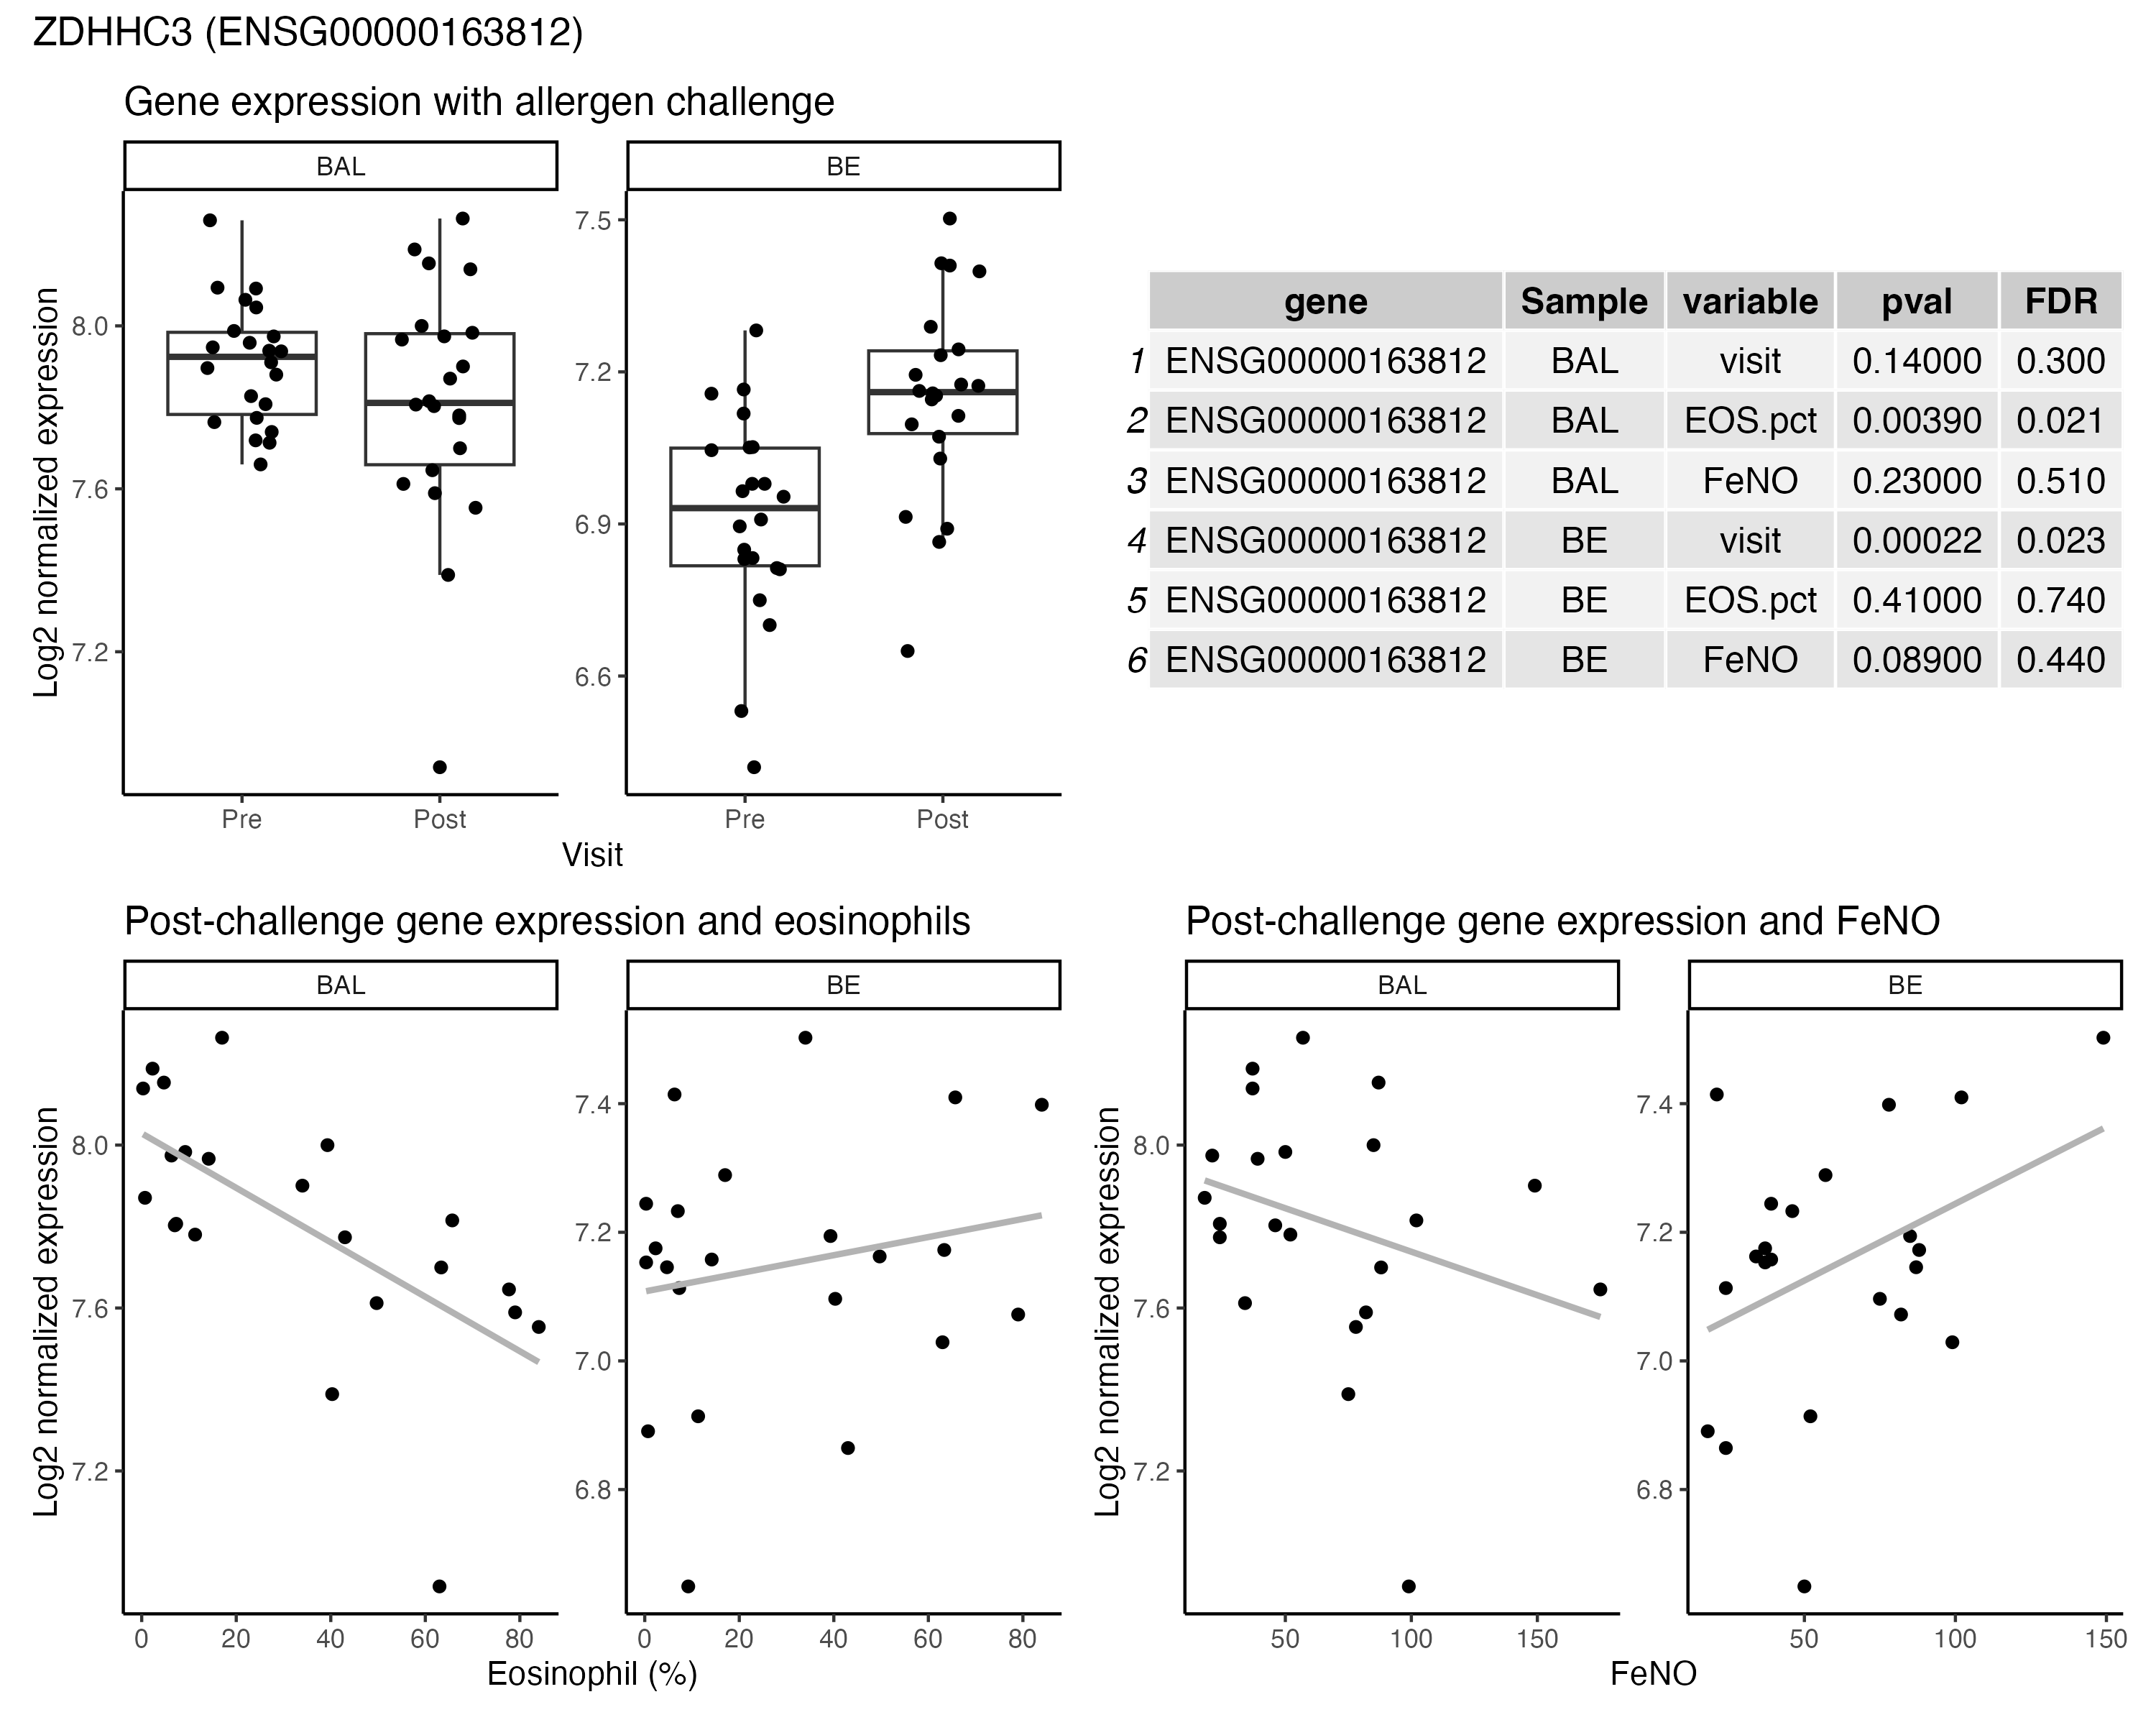 ZDHHC3 (ENSG00000163812)
Gene expression with allergen challenge
BAL
BE
Log2 normalized expression
8.0
7.6
7.2
7.5
7.2
6.9
6.6
Pre
Post
Pre
Post
Visit
gene Sample variable pval FDR
1 ENSG00000163812 BAL visit 0.14000 0.300
2 ENSG00000163812 BAL EOS.pct 0.00390 0.021
3 ENSG00000163812 BAL FeNO 0.23000 0.510
4 ENSG00000163812 BE visit 0.00022 0.023
5 ENSG00000163812 BE EOS.pct 0.41000 0.740
6 ENSG00000163812 BE FeNO 0.08900 0.440
Post-challenge gene expression and eosinophils
BAL
BE
Log2 normalized expression
8.0
7.6
7.2
7.4
7.2
7.0
6.8
0 20 40 60 80
0 20 40 60 80
Eosinophil (%)
Post-challenge gene expression and FeNO
BAL
BE
Log2 normalized expression
8.0
7.6
7.2
7.4
7.2
7.0
6.8
50 100 150
50 100 150
FeNO